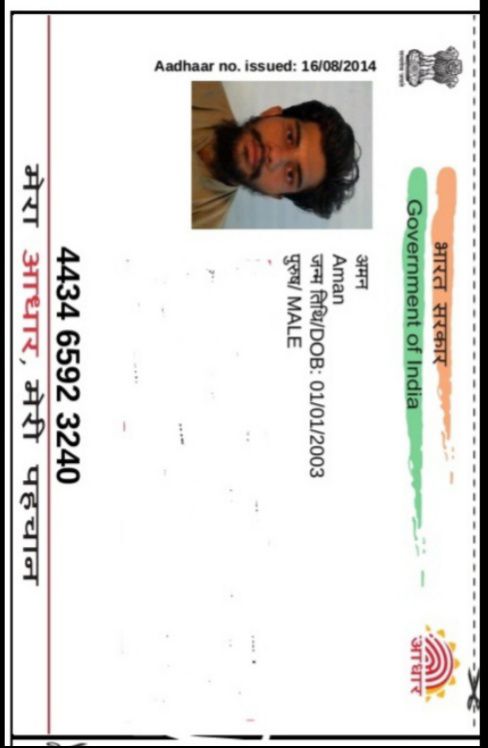 भारत सरकार
Government of India
Aadhaar no. issued: 16/08/2014
अमन
Aman
जन्म तिथि/DOB: 01/01/2003
पुरुष/ MALE
आधार
4434 6592 3240
मेरा आधार, मेरी पहचान